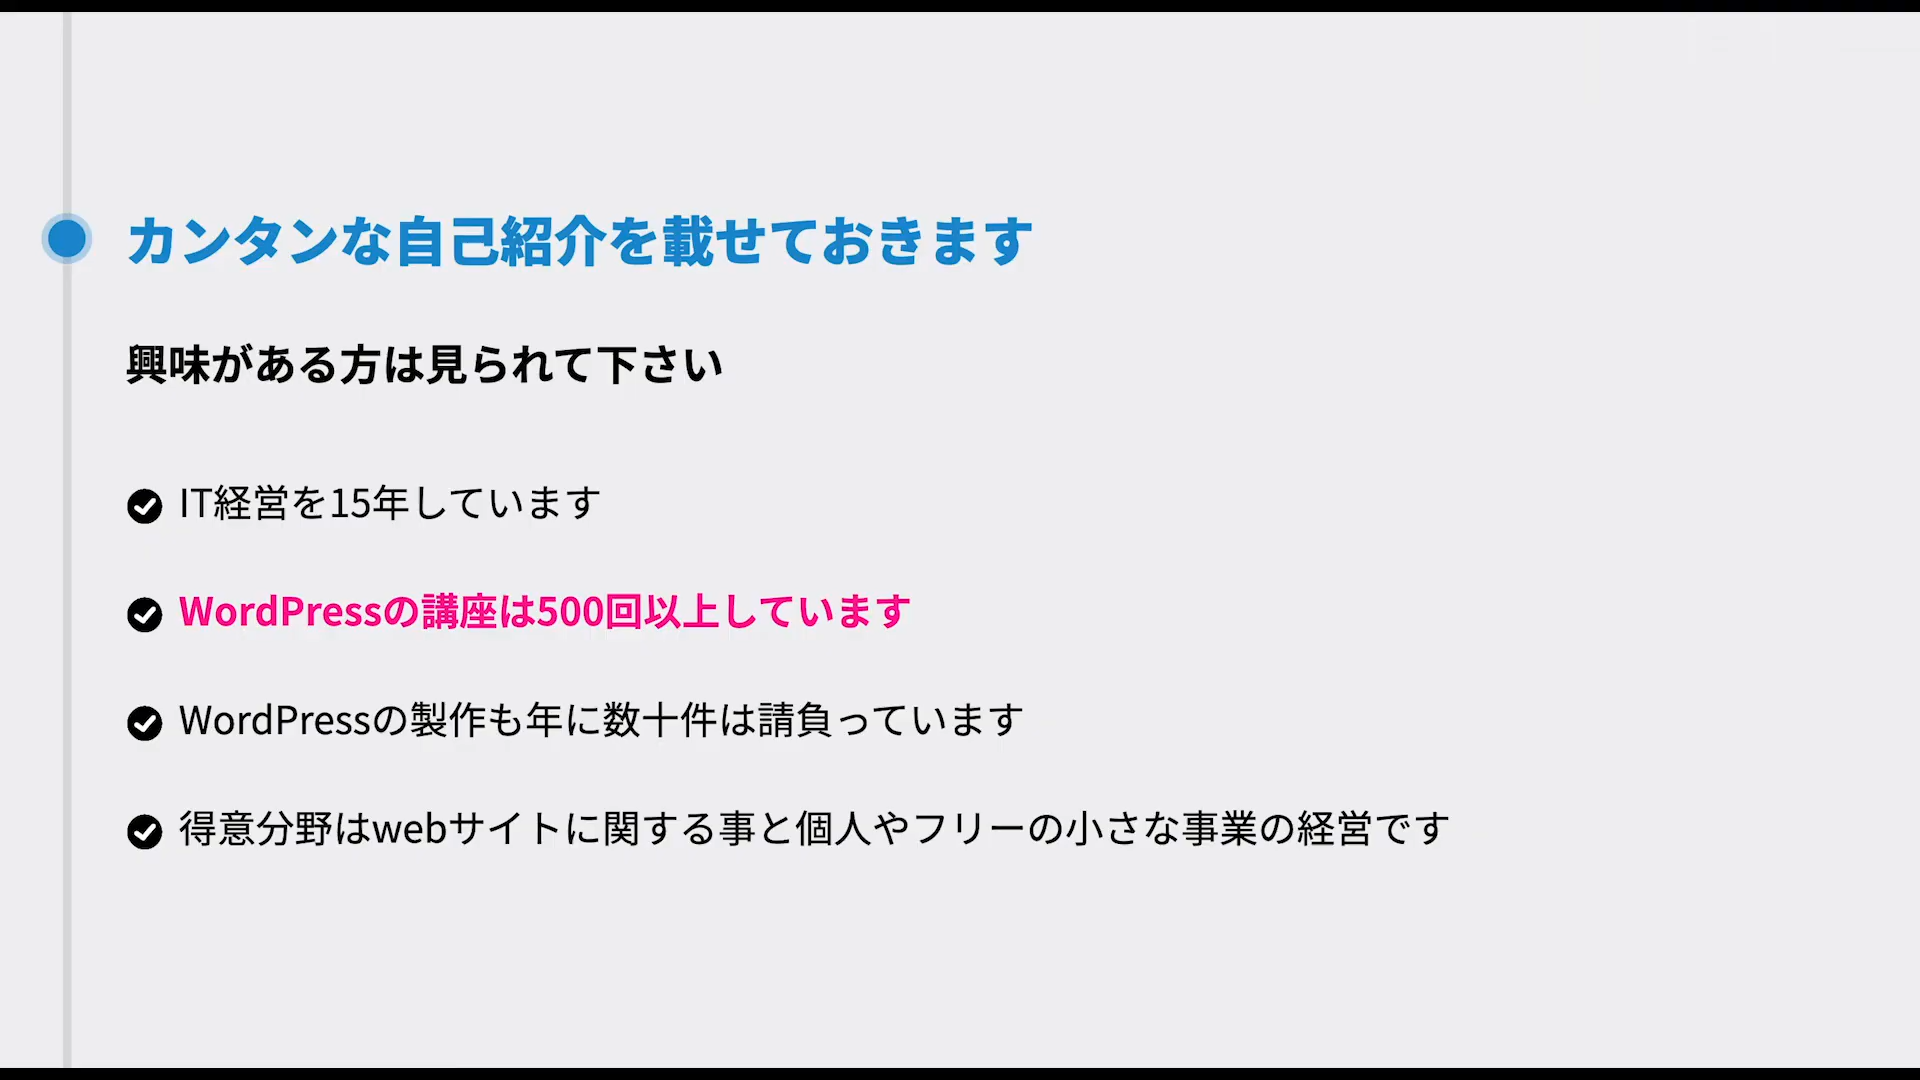 カンタンな自己紹介を載せておきます
興味がある方は見られて下さい
IT経営を15年しています
WordPressの講座は500回以上しています
WordPressの製作も年に数十件は請負っています
得意分野はwebサイトに関する事と個人やフリーの小さな事業の経営です